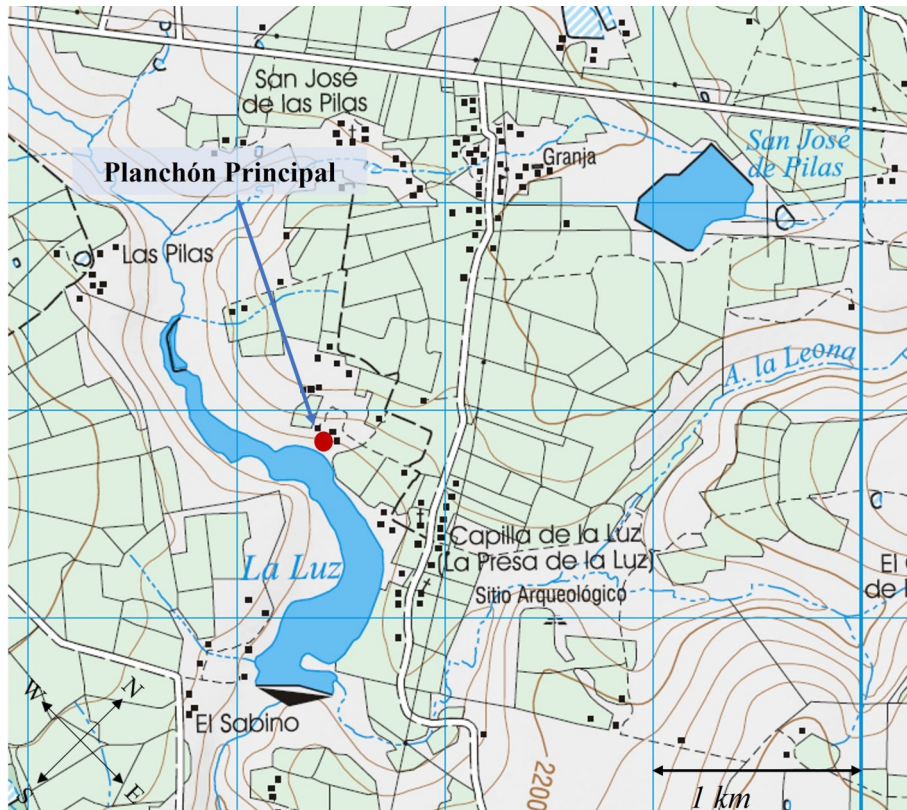 San José
de las Pilas
Planchón Principal
Granja
San José
de Pilas
Las Pilas
A. la Leona
Capilla de la Luz
(La Presa de la Luz)
La Luz
Sitio Arqueológico
El
de
El Sabino
N
W
S
E
2200
1 km